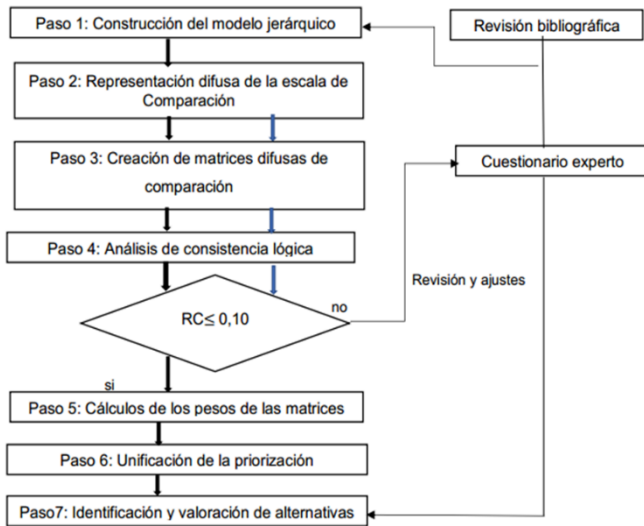 Paso 1: Construcción del modelo jerárquico
Revisión bibliográfica
Paso 2: Representación difusa de la escala de
Comparación
Paso 3: Creación de matrices difusas de
comparación
Cuestionario experto
Paso 4: Análisis de consistencia lógica
Revisión y ajustes
no
RC≤ 0,10
si
Paso 5: Cálculos de los pesos de las matrices
Paso 6: Unificación de la priorización
Paso7: Identificación y valoración de alternativas